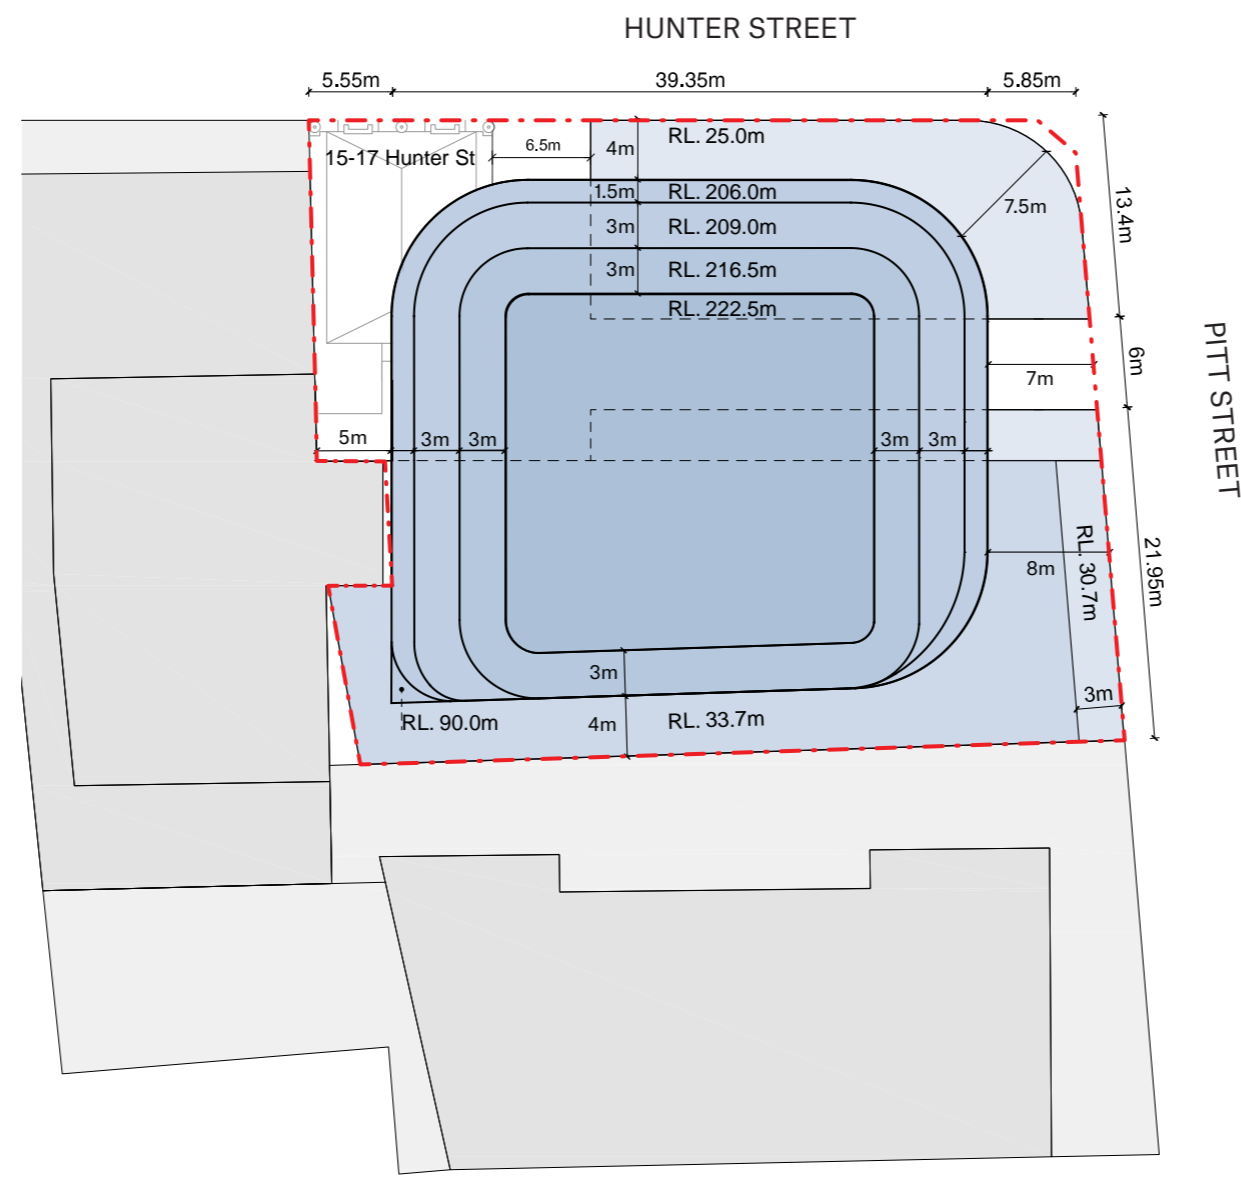 HUNTER STREET
5.55m
39.35m
5.85m
15-17 Hunter St
6.5m
4m
RL. 25.0m
1.5m
RL. 206.0m
3m
RL. 209.0m
7.5m
13.4m
3m
RL. 216.5m
RL. 222.5m
PITT STREET
6m
7m
5m
3m
3m
3m
3m
8m
RL. 30.7m
21.95m
3m
3m
RL. 90.0m
4m
RL. 33.7m